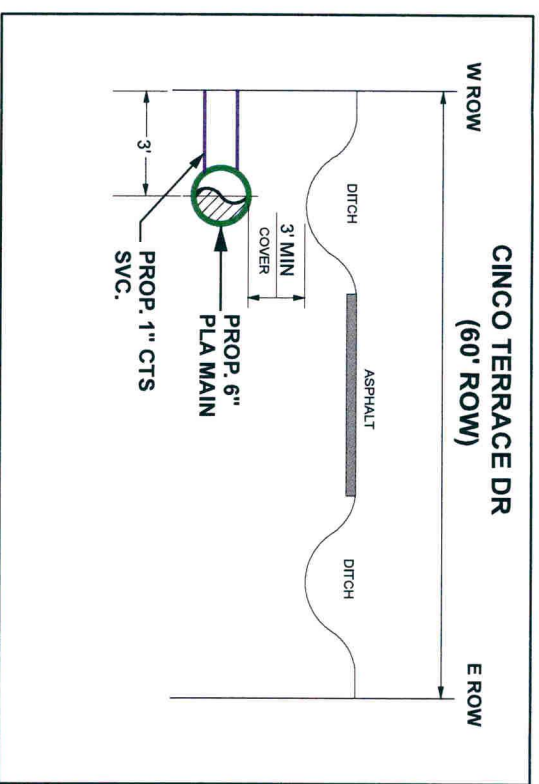 CINCO TERRACE DR
(60' ROW)
W ROW
E ROW
DITCH
ASPHALT
DITCH
3' MIN
COVER
3'
PROP. 6"
PLA MAIN
PROP. 1" CTS
SVC.